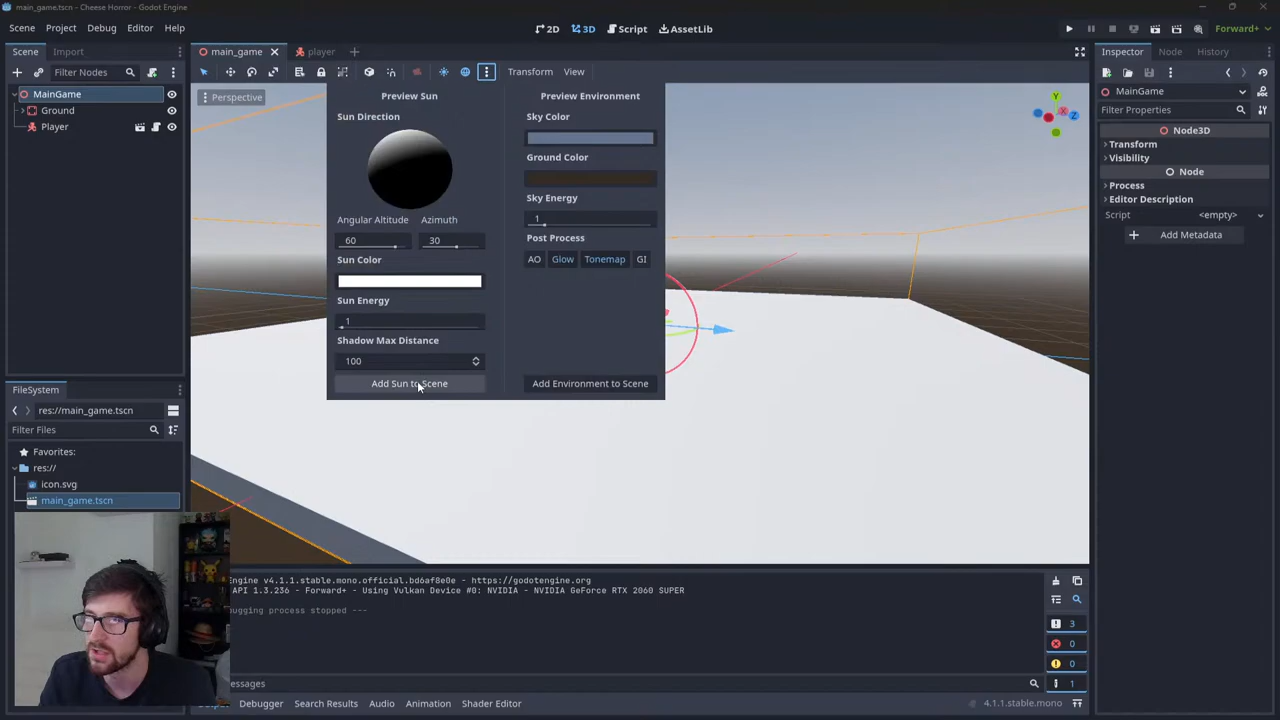 main_game.tscn - Cheese Horror - Godot Engine
Scene Project Debug Editor Help
2D 3D Script AssetLib
Forward+
Scene Import
main_game player
Inspector Node History
Filter Nodes
Transform View
MainGame
Ground
Player
Perspective
Preview Sun
Sun Direction
Angular Altitude Azimuth
60 30
Sun Color
Sun Energy
1
Shadow Max Distance
100
Add Sun to Scene
Preview Environment
Sky Color
Ground Color
Sky Energy
1
Post Process
AO Glow Tonemap GI
Add Environment to Scene
Y
X
Z
MainGame
Filter Properties
Node3D
Transform
Visibility
Node
Process
Editor Description
Script <empty>
Add Metadata
FileSystem
res://main_game.tscn
Filter Files
Favorites:
res://
icon.svg
main_game.tscn
Engine v4.1.1.stable.mono.official.bd6af8e0e - https://godotengine.org
API 1.3.236 - Forward+ - Using Vulkan Device #0: NVIDIA - NVIDIA GeForce RTX 2060 SUPER
ugging process stopped ---
3
0
0
1
essages
Debugger Search Results Audio Animation Shader Editor
4.1.1.stable.mono